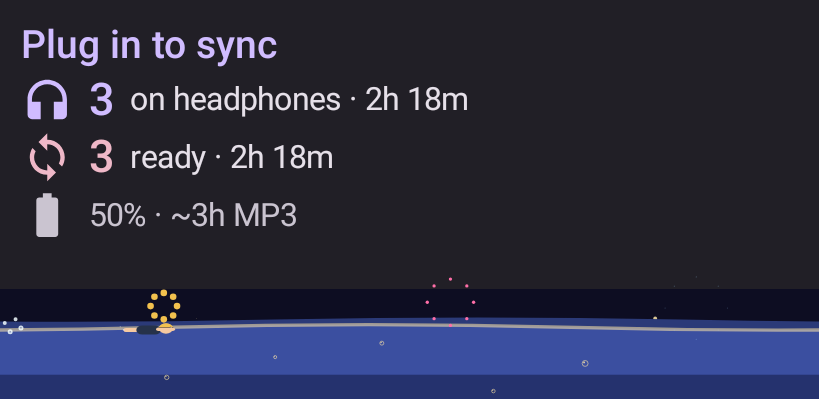 Plug in to sync
3 on headphones · 2h 18m
3 ready · 2h 18m
50% · ~3h MP3